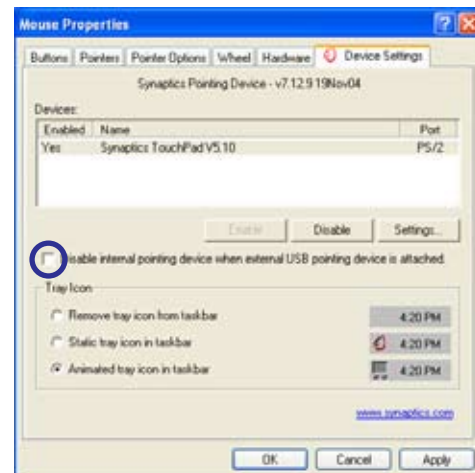 Mouse Properties
Buttons Pointers Pointer Options Wheel Hardware Device Settings
Synaptics Pointing Device - v7.12.9 19Nov04
Devices:
Enabled Name Port
Yes Synaptics TouchPad V5.10 PS/2
Enable Disable Settings...
isable internal pointing device when external USB pointing device is attached.
Tray Icon
Remove tray icon from taskbar 4:20 PM
Static tray icon in taskbar 4:20 PM
Animated tray icon in taskbar 4:20 PM
www.synaptics.com
OK Cancel Apply